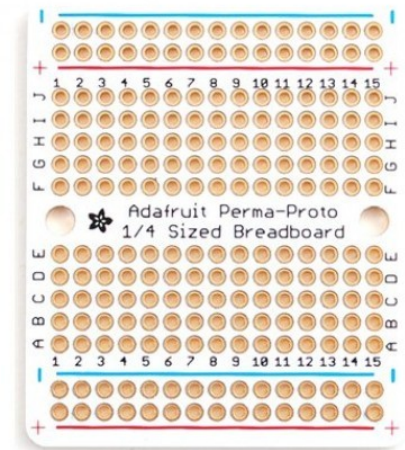 + +
1 2 3 4 5 6 7 8 9 10 11 12 13 14 15
J J
I I
H H
G G
F F
Adafruit Perma-Proto
1/4 Sized Breadboard
E E
D D
C C
B B
A A
1 2 3 4 5 6 7 8 9 10 11 12 13 14 15
+ +